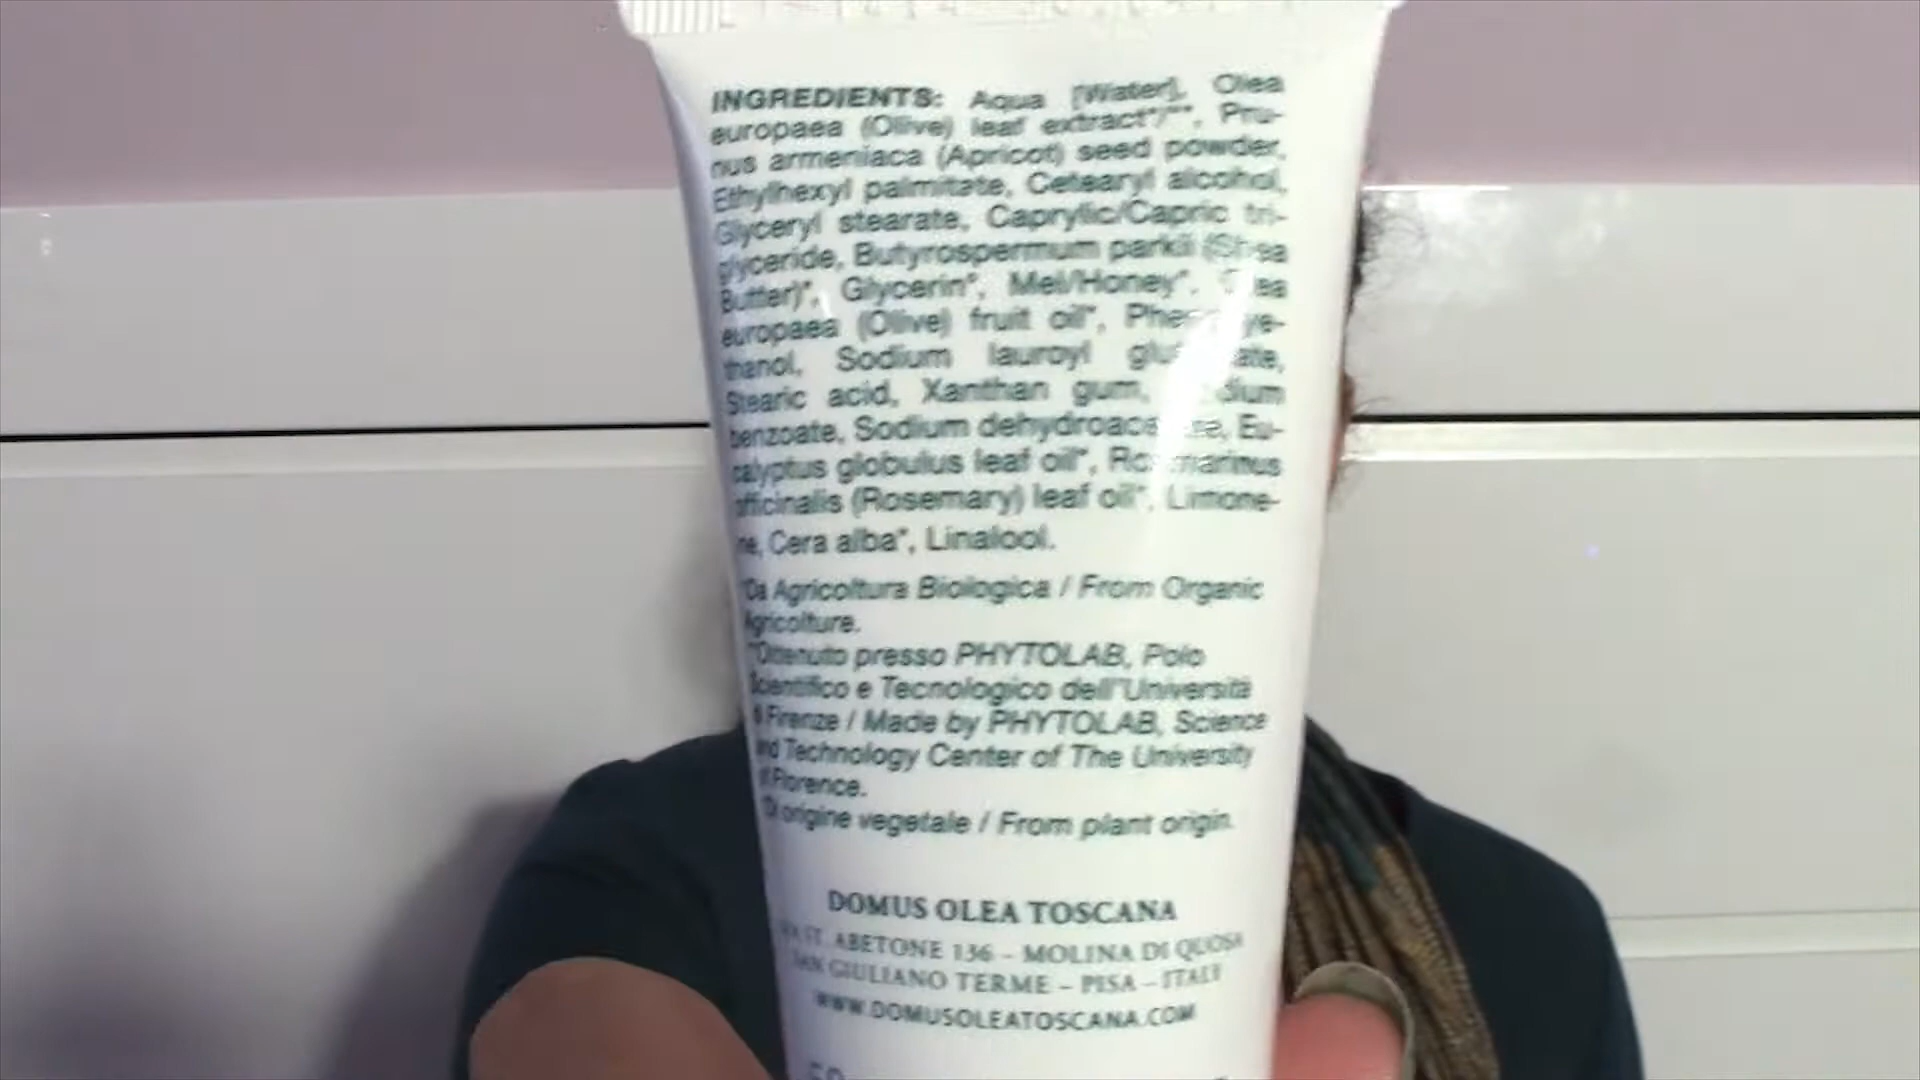 INGREDIENTS: Aqua [Water], Olea
europaea (Olive) leaf extract*/**, Pru-
nus armeniaca (Apricot) seed powder,
Ethylhexyl palmitate, Cetearyl alcohol,
Glyceryl stearate, Caprylic/Capric tri-
glyceride, Butyrospermum parkii (Shea
Butter)*, Glycerin*, Mel/Honey*,
europaea (Olive) fruit oil*,
thanol, Sodium lauroyl
Stearic acid, Xanthan gum,
benzoate, Sodium Eu-
calyptus globulus leaf oil*, Rosmarinus
officinalis (Rosemary) leaf oil*, Limone-
ne, Cera alba*, Linalool.
*Da Agricoltura Biologica / From Organic
Agricolture.
**Ottenuto presso PHYTOLAB, Polo
Scientifico e Tecnologico dell'Università
di Firenze / Made by PHYTOLAB, Science
and Technology Center of The University
of Florence.
Di origine vegetale / From plant origin.
DOMUS OLEA TOSCANA
ABETONE 136 - MOLINA DI QUOSA
SAN GIULIANO TERME - PISA - ITALY
WWW.DOMUSOLEATOSCANA.COM